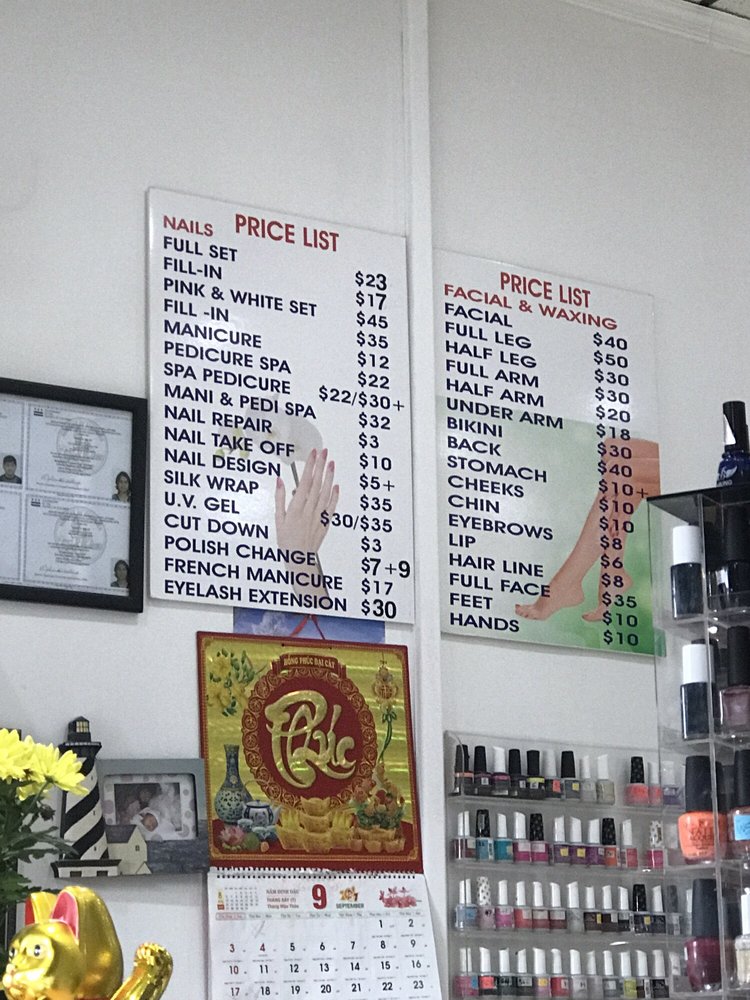 PRICE LIST
NAILS
FULL SET $23
FILL-IN $17
PINK & WHITE SET $45
FILL -IN $35
MANICURE $12
PEDICURE SPA $22
SPA PEDICURE $22/$30+
MANI & PEDI SPA $32
NAIL REPAIR $3
NAIL TAKE OFF $10
NAIL DESIGN $5+
SILK WRAP $35
U.V. GEL $30/$35
CUT DOWN $3
POLISH CHANGE $7+9
FRENCH MANICURE $17
EYELASH EXTENSION $30
PRICE LIST
FACIAL & WAXING
FACIAL $40
FULL LEG $50
HALF LEG $30
FULL ARM $30
HALF ARM $20
UNDER ARM $18
BIKINI $30
BACK $40
STOMACH $10+
CHEEKS $10
CHIN $10
EYEBROWS $8
LIP $6
HAIR LINE $8
FULL FACE $35
FEET $10
HANDS $10
HỒNG PHÚC ĐẠI CÁT
Phúc
9
SEPTEMBER
1 2
3 4 5 6 7 8 9
10 11 12 13 14 15 16
17 18 19 20 21 22 23